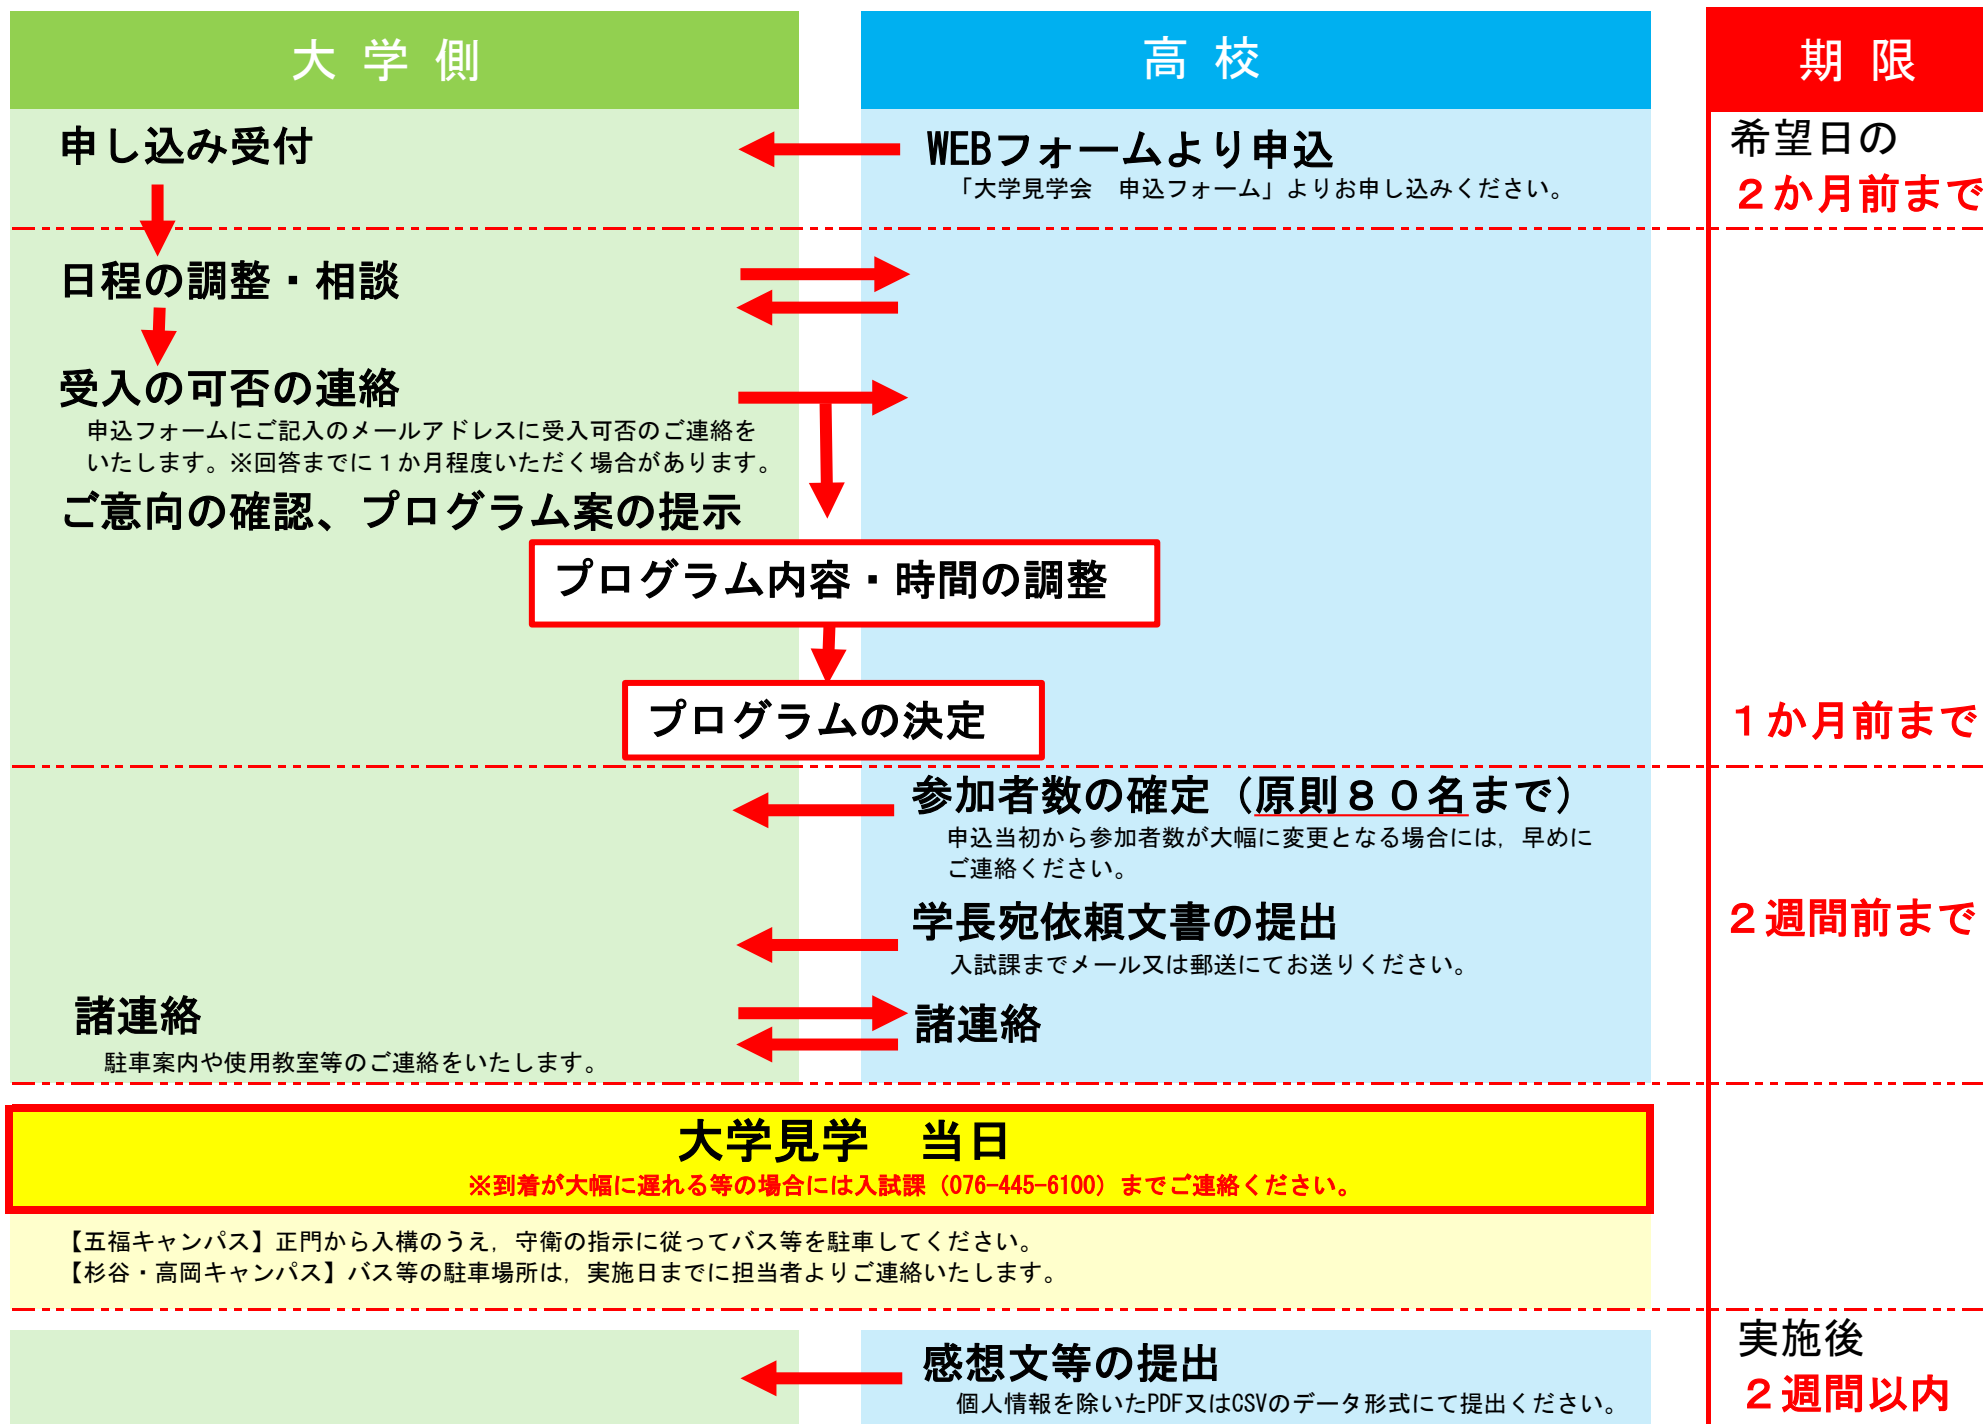 大学側
高校
期限
申し込み受付
WEBフォームより申込
「大学見学会　申込フォーム」よりお申し込みください。
希望日の
２か月前まで
日程の調整・相談
受入の可否の連絡
申込フォームにご記入のメールアドレスに受入可否のご連絡を
いたします。※回答までに１か月程度いただく場合があります。
ご意向の確認、プログラム案の提示
プログラム内容・時間の調整
プログラムの決定
１か月前まで
参加者数の確定（原則８０名まで）
申込当初から参加者数が大幅に変更となる場合には，早めに
ご連絡ください。
学長宛依頼文書の提出
入試課までメール又は郵送にてお送りください。
２週間前まで
諸連絡
駐車案内や使用教室等のご連絡をいたします。
諸連絡
大学見学　当日
※到着が大幅に遅れる等の場合には入試課（076-445-6100）までご連絡ください。
【五福キャンパス】正門から入構のうえ，守衛の指示に従ってバス等を駐車してください。
【杉谷・高岡キャンパス】バス等の駐車場所は，実施日までに担当者よりご連絡いたします。
感想文等の提出
個人情報を除いたPDF又はCSVのデータ形式にて提出ください。
実施後
２週間以内